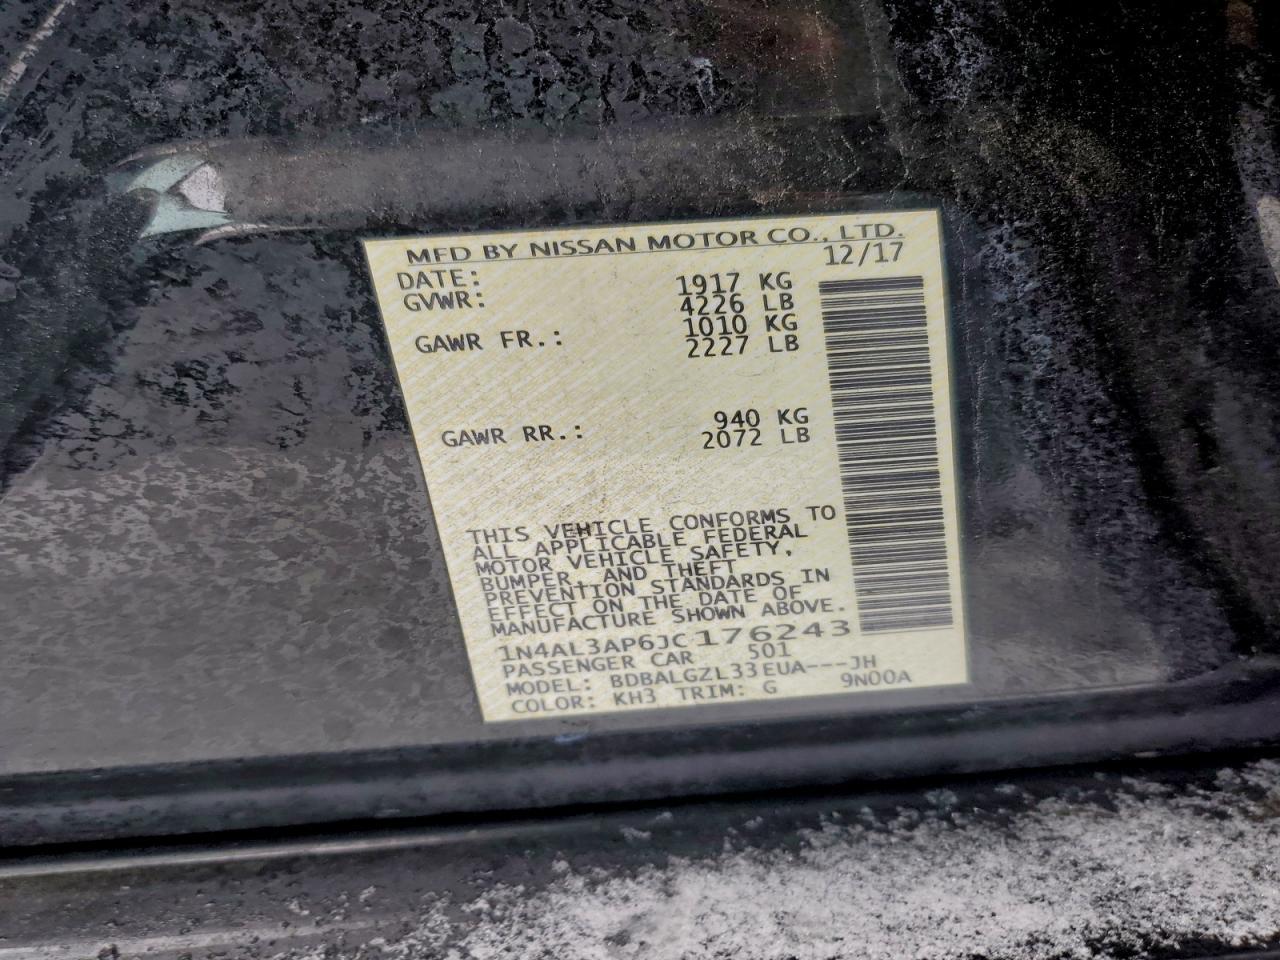 MFD BY NISSAN MOTOR CO., LTD.
DATE: 12/17
GVWR: 1917 KG
4226 LB
GAWR FR.: 1010 KG
2227 LB
GAWR RR.: 940 KG
2072 LB
THIS VEHICLE CONFORMS TO
ALL APPLICABLE FEDERAL
MOTOR VEHICLE SAFETY,
BUMPER, AND THEFT
PREVENTION STANDARDS IN
EFFECT ON THE DATE OF
MANUFACTURE SHOWN ABOVE.
1N4AL3AP6JC176243
PASSENGER CAR 501
MODEL: BDBALGZL33EUA---JH
COLOR: KH3 TRIM: G 9N00A